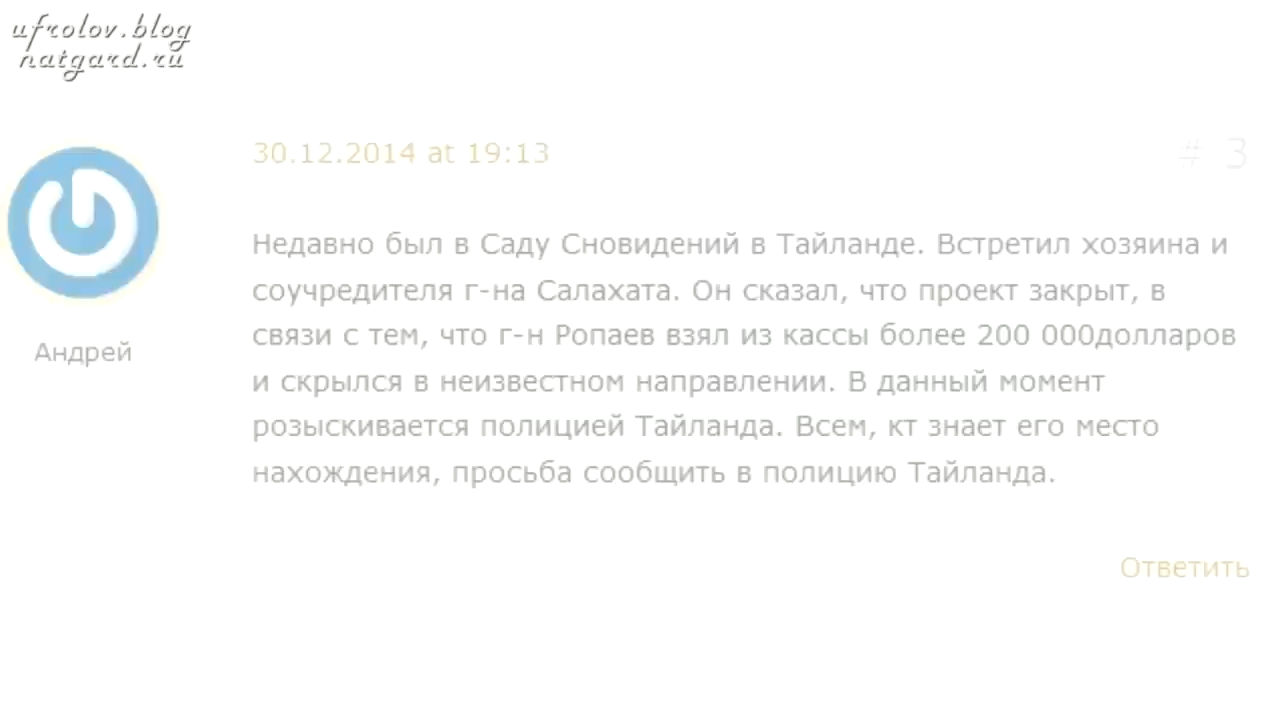 ufrolov.blog
natgard.ru
30.12.2014 at 19:13
# 3
Недавно был в Саду Сновидений в Тайланде. Встретил хозяина и
соучредителя г-на Салахата. Он сказал, что проект закрыт, в
связи с тем, что г-н Ропаев взял из кассы более 200 000долларов
и скрылся в неизвестном направлении. В данный момент
розыскивается полицией Тайланда. Всем, кт знает его место
нахождения, просьба сообщить в полицию Тайланда.
Андрей
Ответить